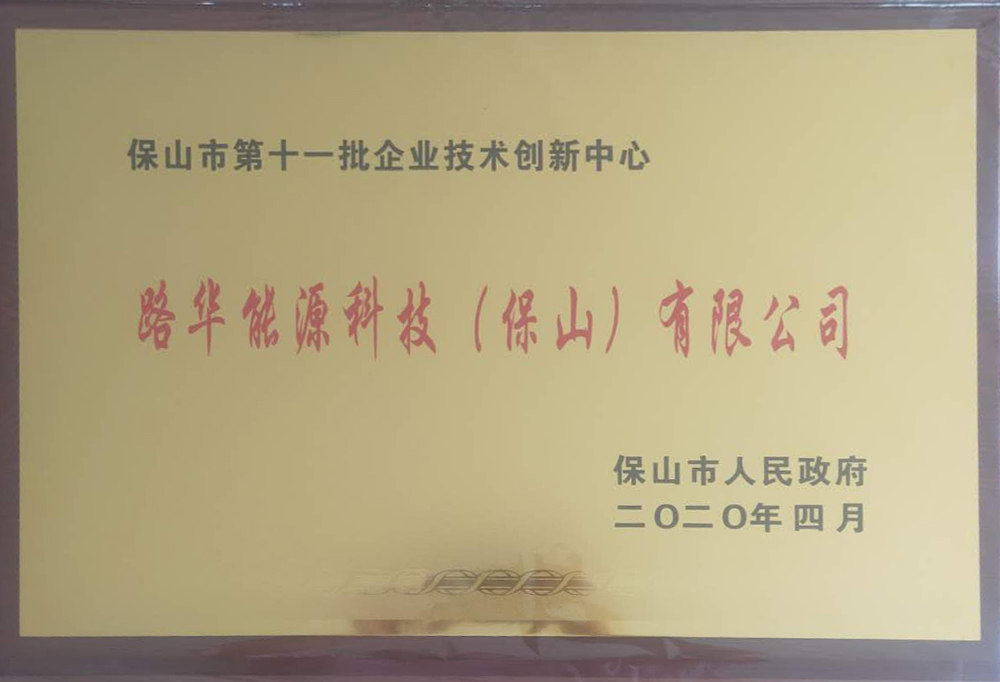 保山市第十一批企业技术创新中心
路华能源科技（保山）有限公司
保山市人民政府
二〇二〇年四月